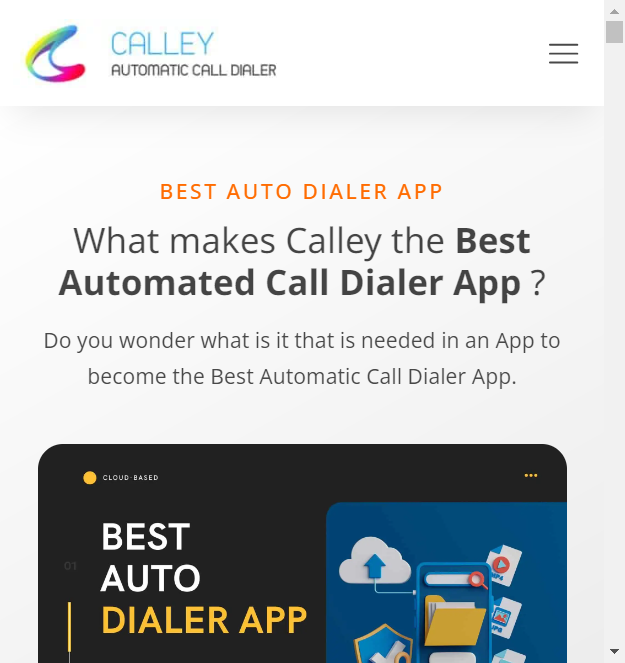 CALLEY
AUTOMATIC CALL DIALER
BEST AUTO DIALER APP
What makes Calley the Best
Automated Call Dialer App ?
Do you wonder what is it that is needed in an App to
become the Best Automatic Call Dialer App.
CLOUD-BASED
BEST
AUTO
01
DIALER APP
MP4